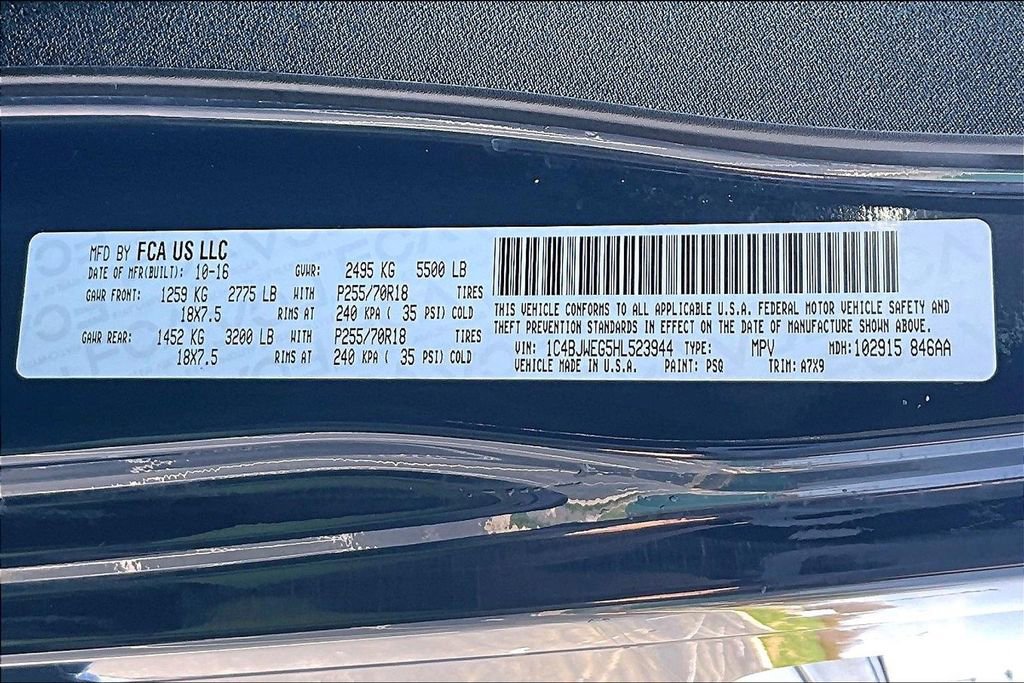 MFD BY FCA US LLC
DATE OF MFR(BUILT): 10-16 GVWR: 2495 KG 5500 LB
GAWR FRONT: 1259 KG 2775 LB WITH P255/70R18 TIRES
18X7.5 RIMS AT 240 KPA ( 35 PSI) COLD
GAWR REAR: 1452 KG 3200 LB WITH P255/70R18 TIRES
18X7.5 RIMS AT 240 KPA ( 35 PSI) COLD
THIS VEHICLE CONFORMS TO ALL APPLICABLE U.S.A. FEDERAL MOTOR VEHICLE SAFETY AND
THEFT PREVENTION STANDARDS IN EFFECT ON THE DATE OF MANUFACTURE SHOWN ABOVE.
VIN: 1C4BJWEG5HL523944 TYPE: MPV MDH: 102915 846AA
VEHICLE MADE IN U.S.A. PAINT: PSQ TRIM: A7X9